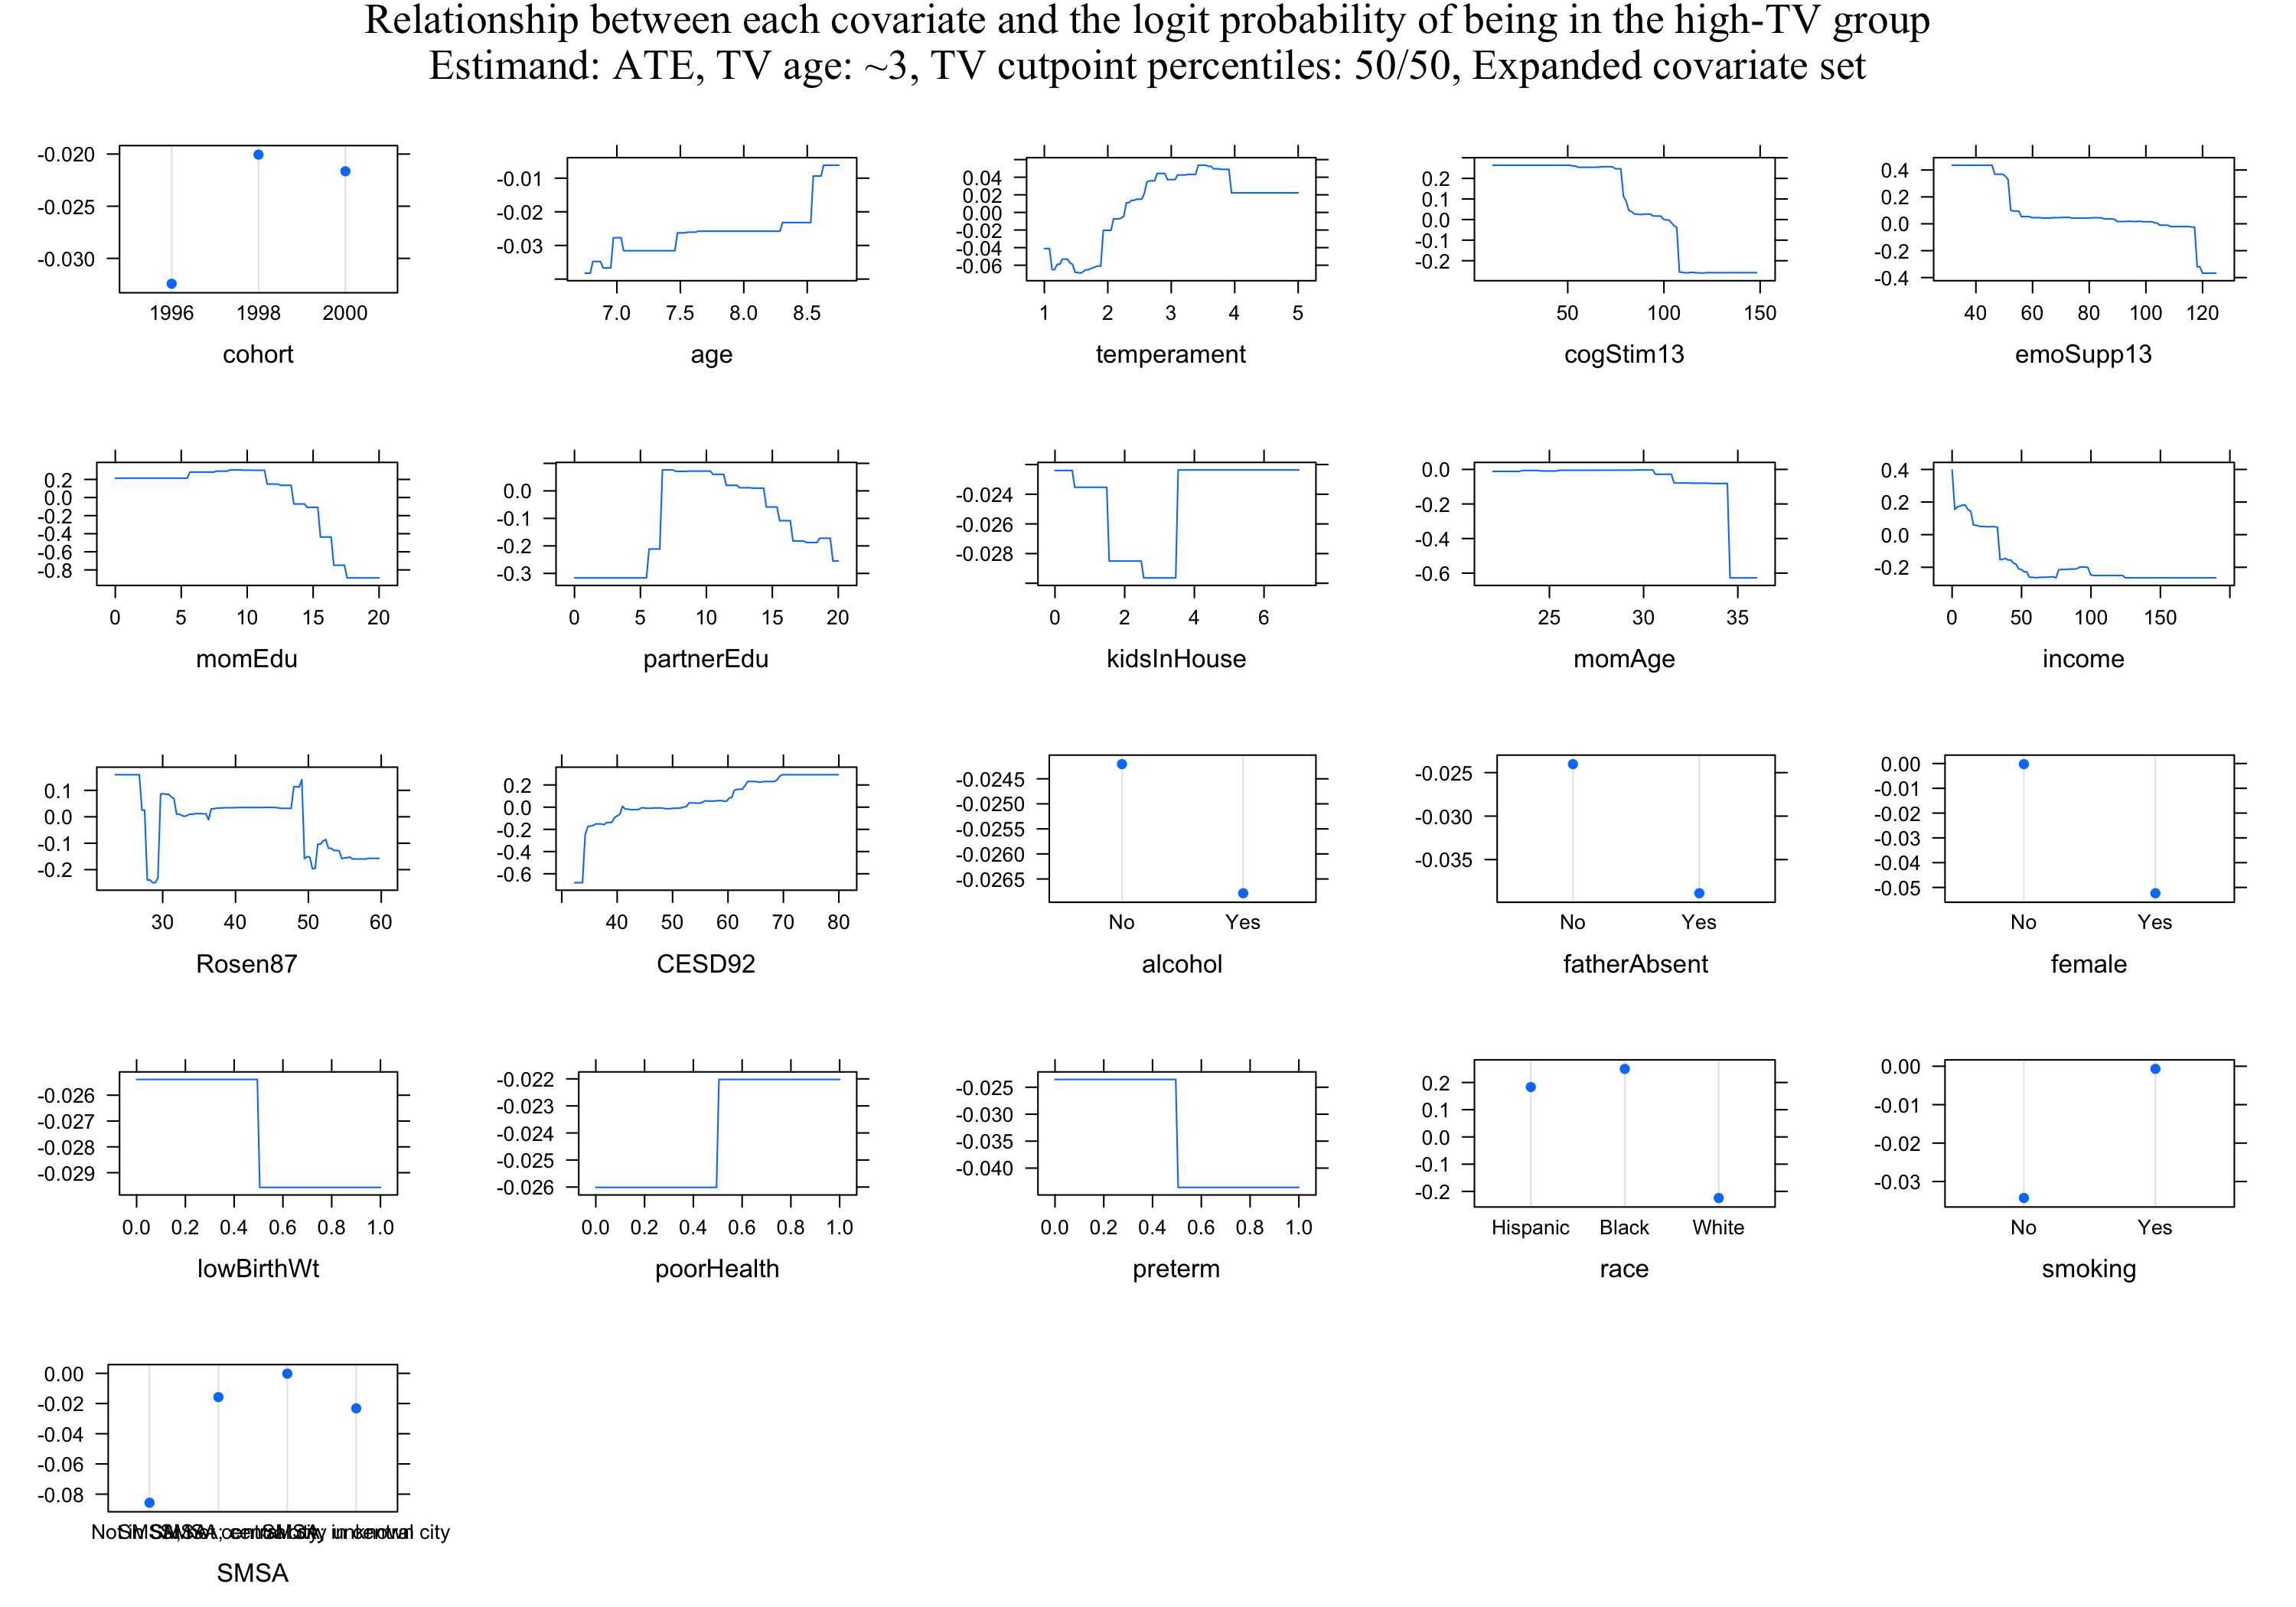 Relationship between each covariate and the logit probability of being in the high-TV group
Estimand: ATE, TV age: ~3, TV cutpoint percentiles: 50/50, Expanded covariate set
-0.020
-0.025
-0.030
1996 1998 2000
cohort
-0.01
-0.02
-0.03
7.0 7.5 8.0 8.5
age
0.04
0.02
0.00
-0.02
-0.04
-0.06
1 2 3 4 5
temperament
0.2
0.1
0.0
-0.1
-0.2
50 100 150
cogStim13
0.4
0.2
0.0
-0.2
-0.4
40 60 80 100 120
emoSupp13
0.2
0.0
-0.2
-0.4
-0.6
-0.8
0 5 10 15 20
momEdu
0.0
-0.1
-0.2
-0.3
0 5 10 15 20
partnerEdu
-0.024
-0.026
-0.028
0 2 4 6
kidsInHouse
0.0
-0.2
-0.4
-0.6
25 30 35
momAge
0.4
0.2
0.0
-0.2
0 50 100 150
income
0.1
0.0
-0.1
-0.2
30 40 50 60
Rosen87
0.2
0.0
-0.2
-0.4
-0.6
40 50 60 70 80
CESD92
-0.0245
-0.0250
-0.0255
-0.0260
-0.0265
No Yes
alcohol
-0.025
-0.030
-0.035
No Yes
fatherAbsent
0.00
-0.01
-0.02
-0.03
-0.04
-0.05
No Yes
female
-0.026
-0.027
-0.028
-0.029
0.0 0.2 0.4 0.6 0.8 1.0
lowBirthWt
-0.022
-0.023
-0.024
-0.025
-0.026
0.0 0.2 0.4 0.6 0.8 1.0
poorHealth
-0.025
-0.030
-0.035
-0.040
0.0 0.2 0.4 0.6 0.8 1.0
preterm
0.2
0.1
0.0
-0.1
-0.2
Hispanic Black White
race
0.00
-0.01
-0.02
-0.03
No Yes
smoking
0.00
-0.02
-0.04
-0.06
-0.08
SMSA